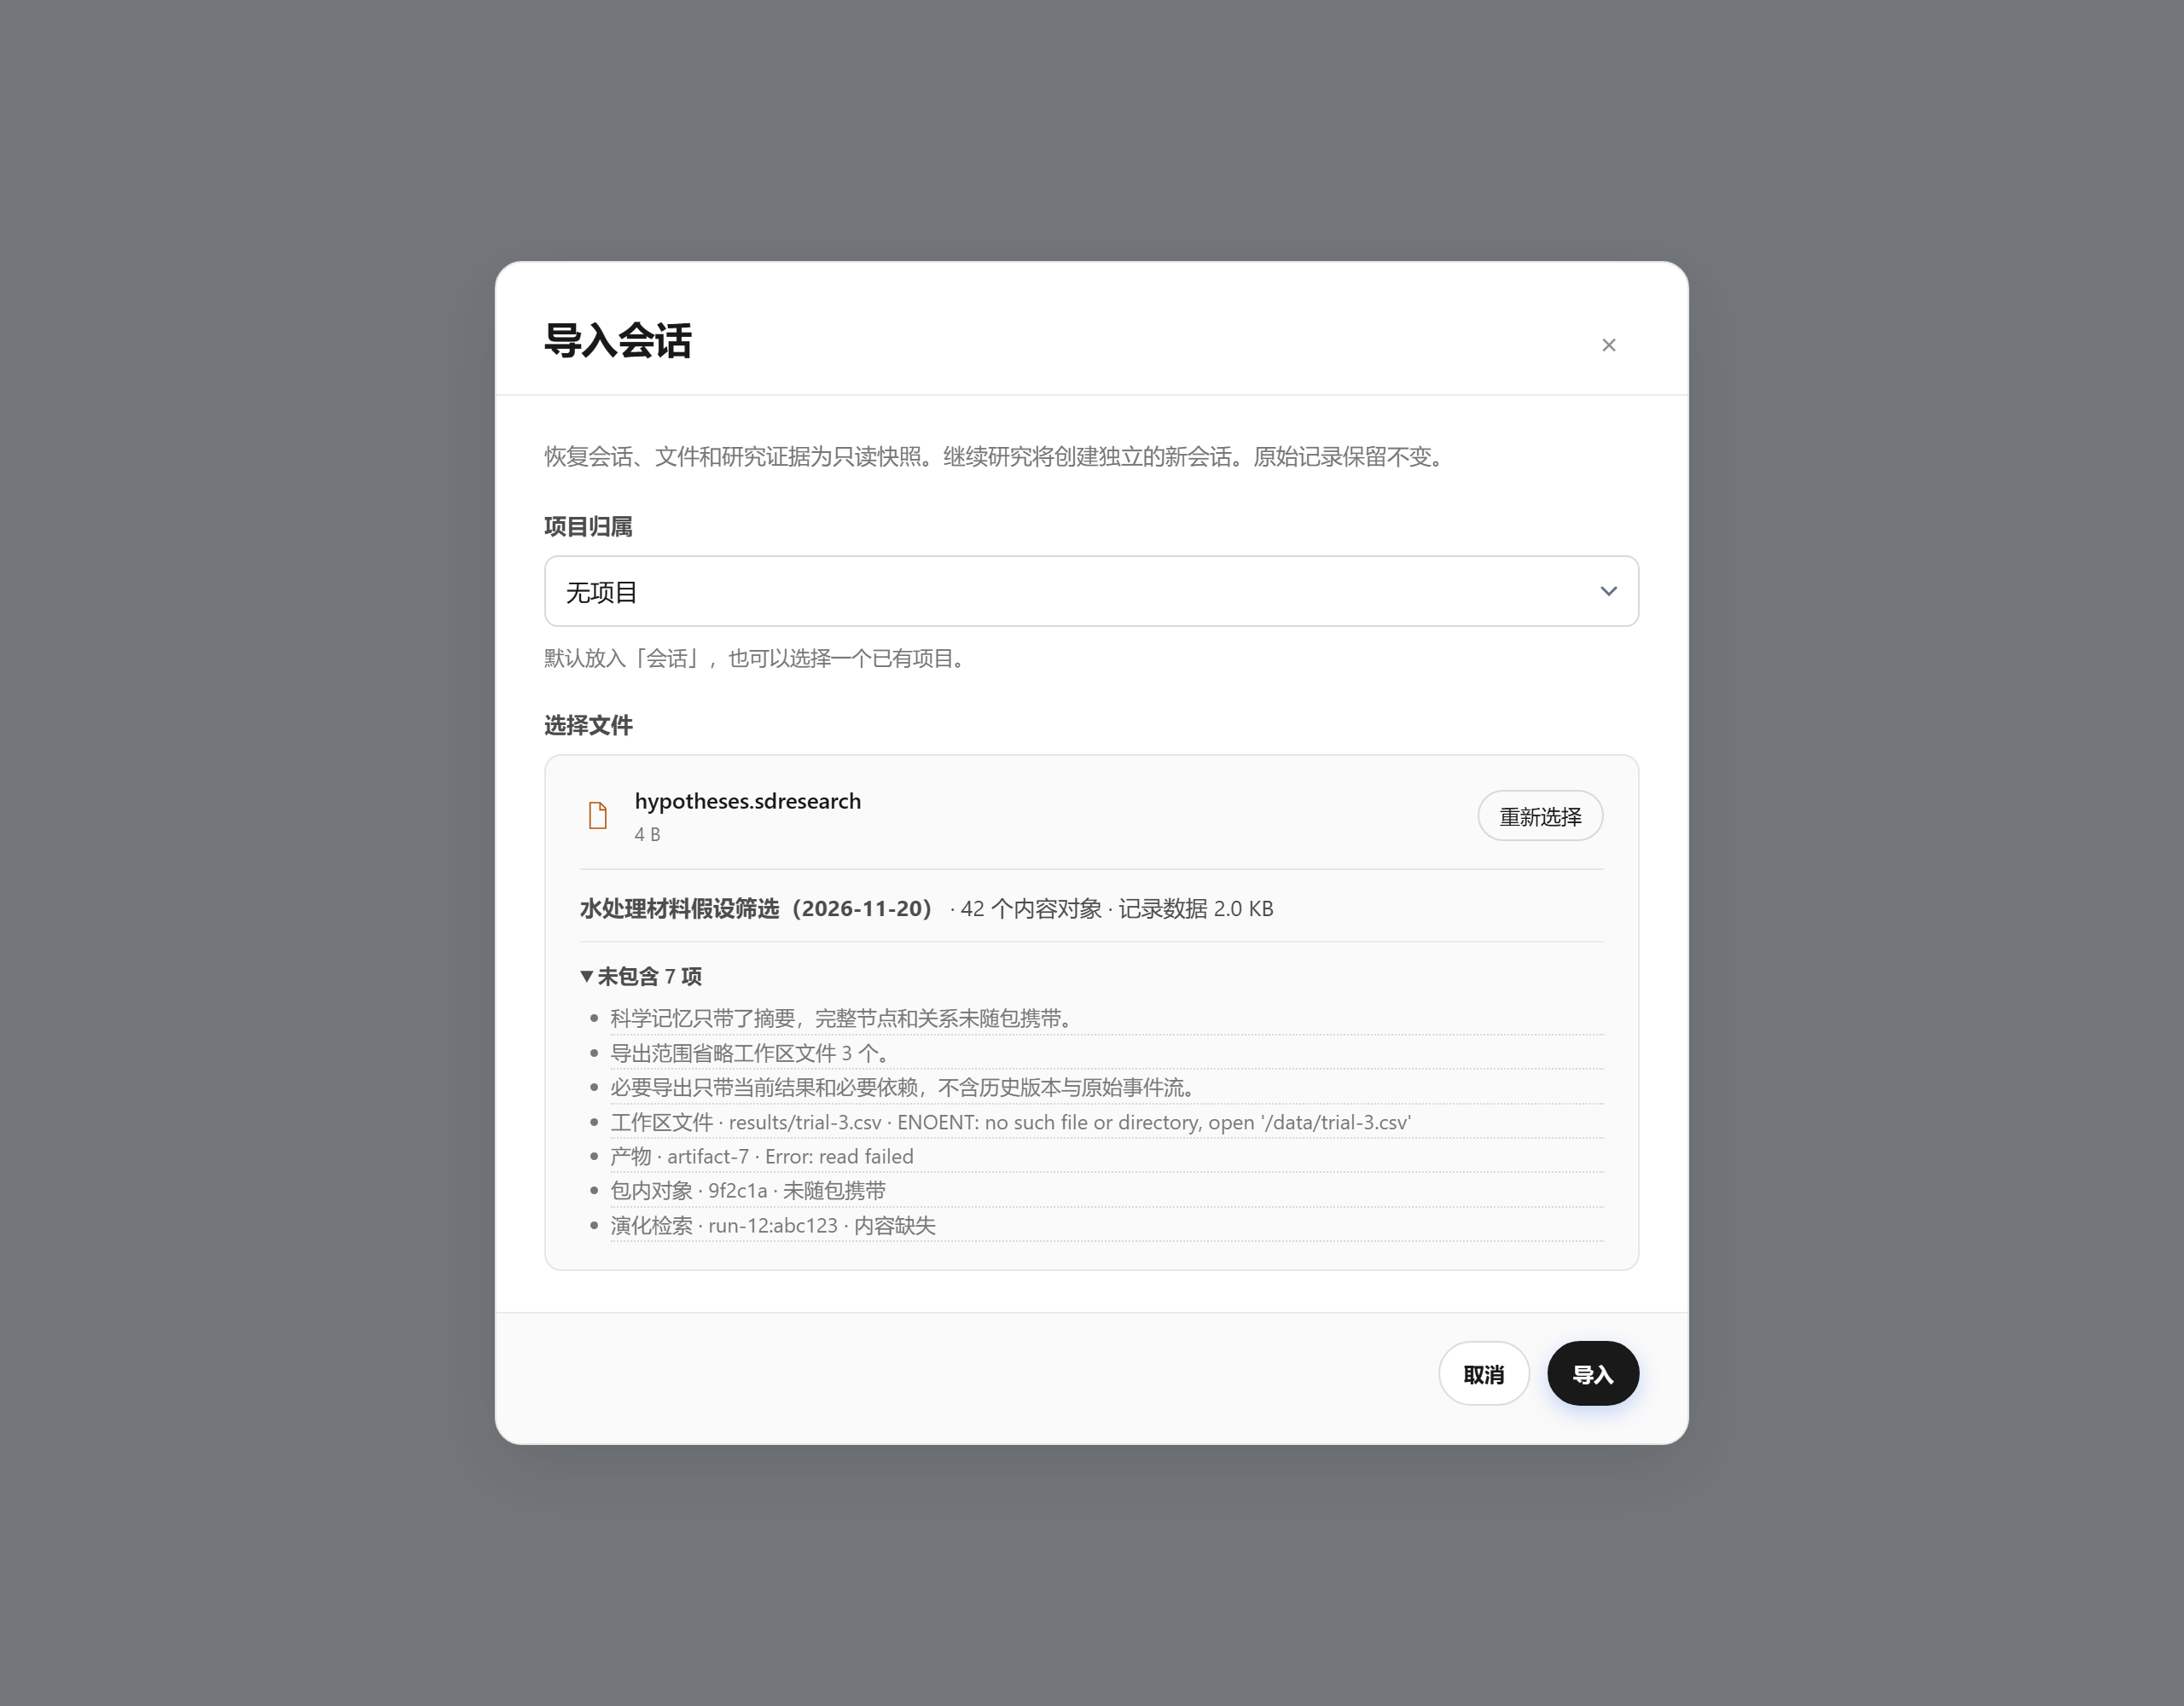 导入会话
×
恢复会话、文件和研究证据为只读快照。继续研究将创建独立的新会话。原始记录保留不变。
项目归属
无项目
默认放入「会话」，也可以选择一个已有项目。
选择文件
hypotheses.sdresearch
4 B
重新选择
水处理材料假设筛选（2026-11-20） · 42 个内容对象 · 记录数据 2.0 KB
▼未包含 7 项
• 科学记忆只带了摘要，完整节点和关系未随包携带。
• 导出范围省略工作区文件 3 个。
• 必要导出只带当前结果和必要依赖，不含历史版本与原始事件流。
• 工作区文件 · results/trial-3.csv · ENOENT: no such file or directory, open '/data/trial-3.csv'
• 产物 · artifact-7 · Error: read failed
• 包内对象 · 9f2c1a · 未随包携带
• 演化检索 · run-12:abc123 · 内容缺失
取消
导入